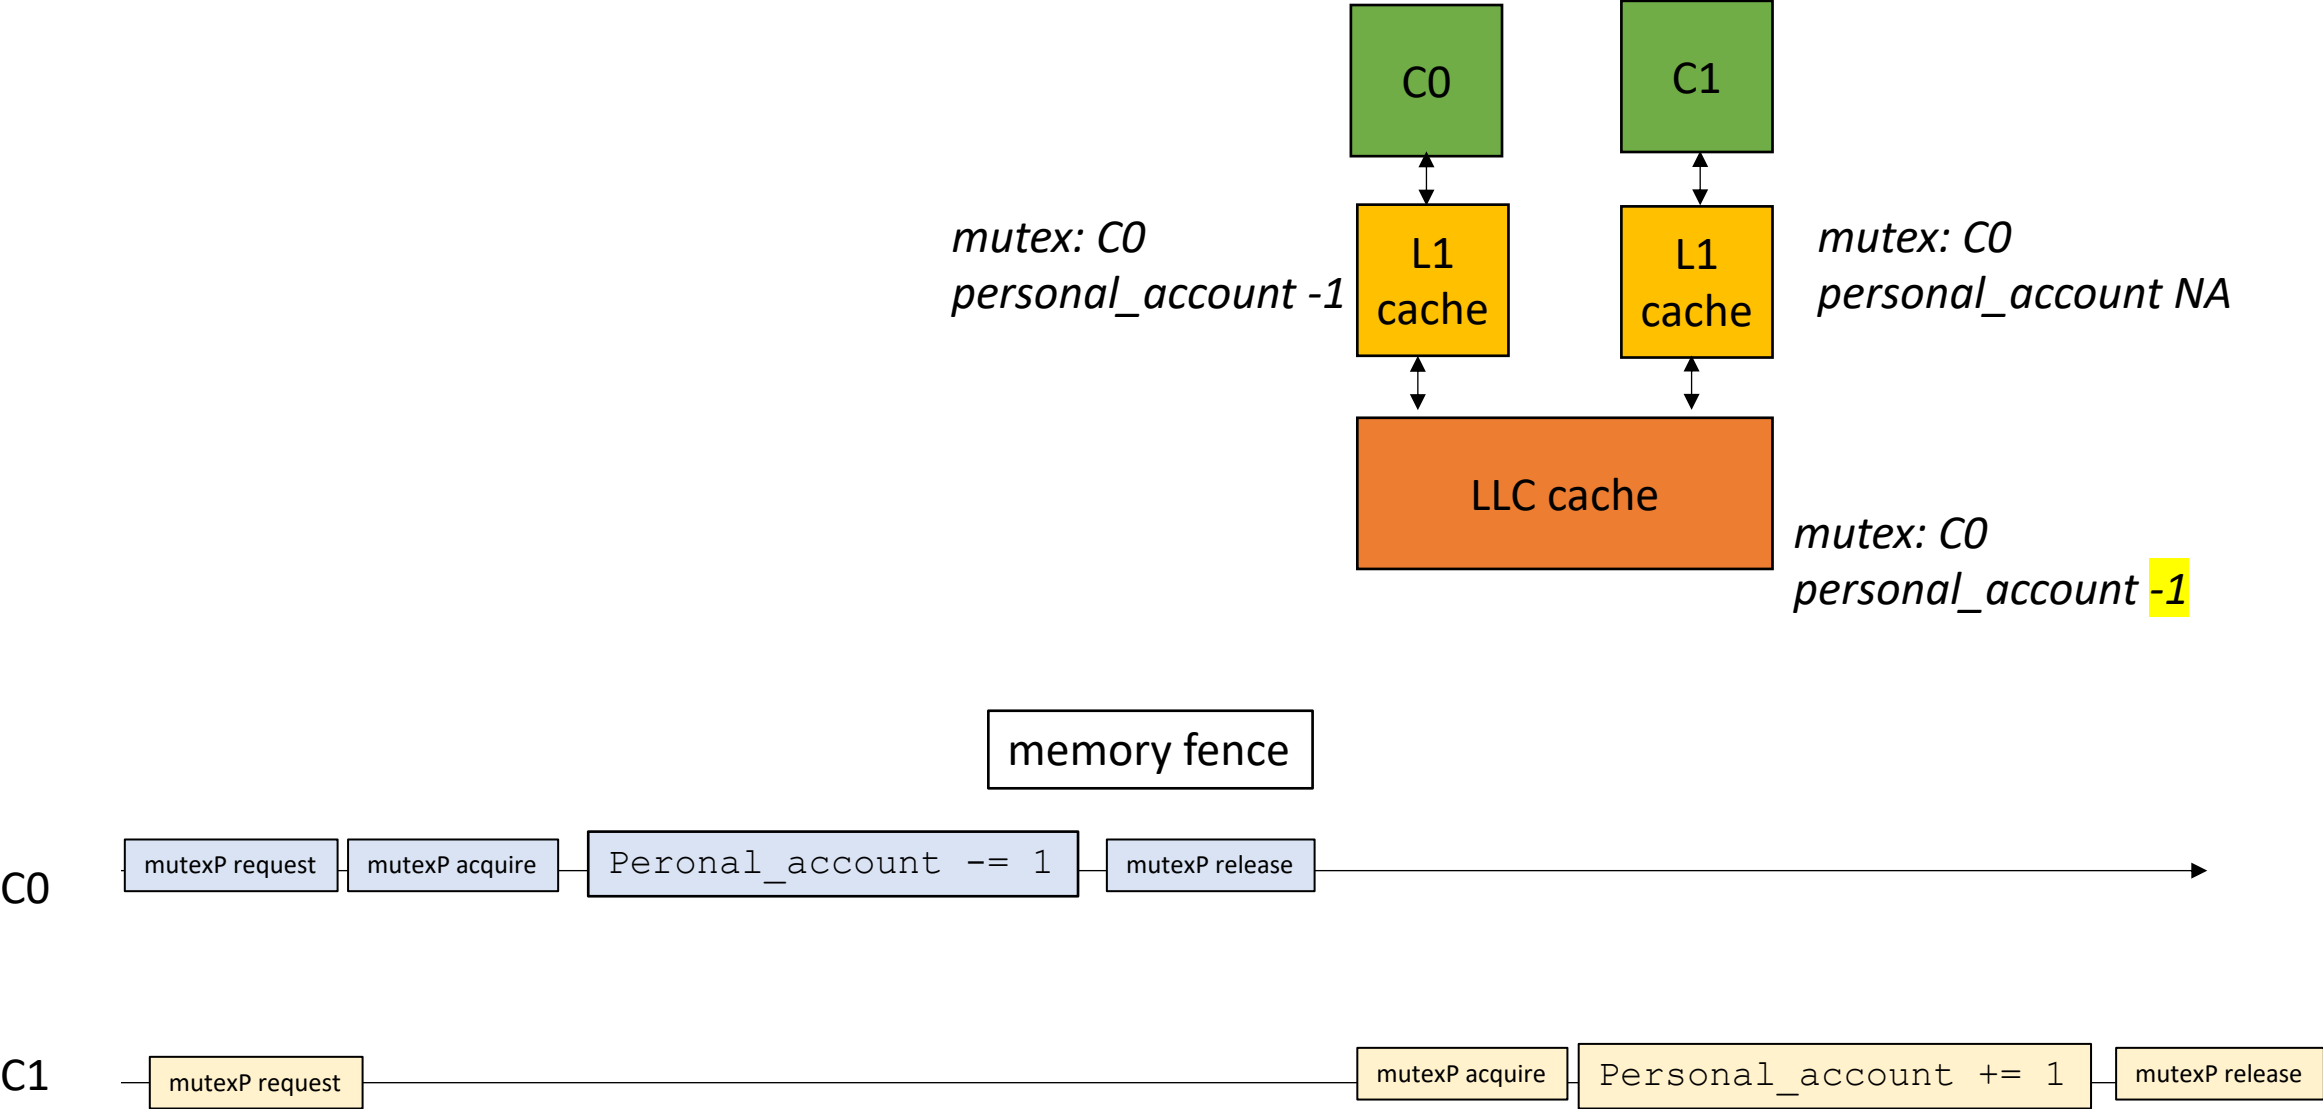 C0
C1
mutex: C0
personal_account -1
L1
cache
L1
cache
mutex: C0
personal_account NA
LLC cache
mutex: C0
personal_account -1
memory fence
C0
mutexP request
mutexP acquire
Peronal_account -= 1
mutexP release
C1
mutexP request
mutexP acquire
Personal_account += 1
mutexP release